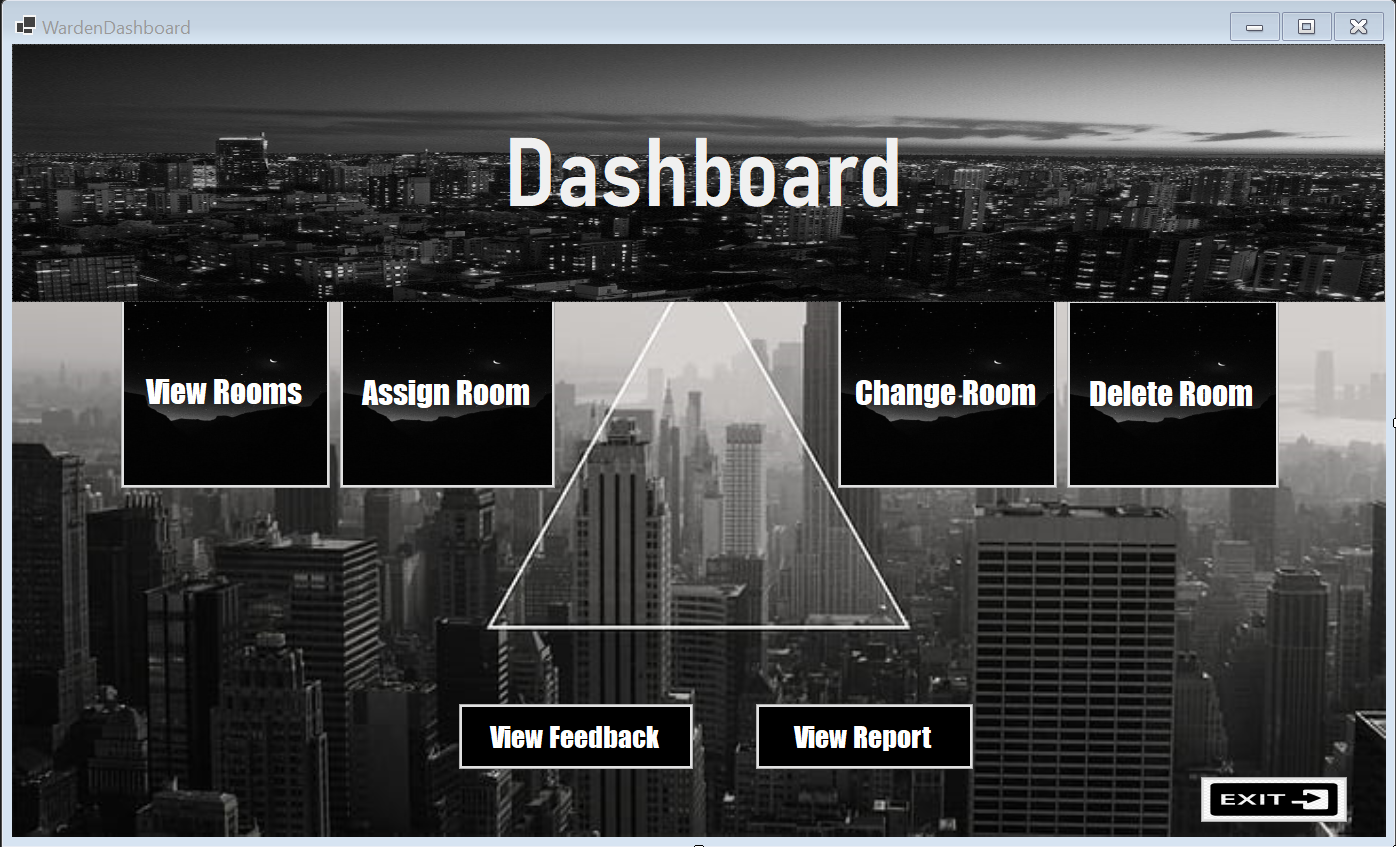 WardenDashboard
Dashboard
View Rooms
Assign Room
Change Room
Delete Room
View Feedback
View Report
EXIT